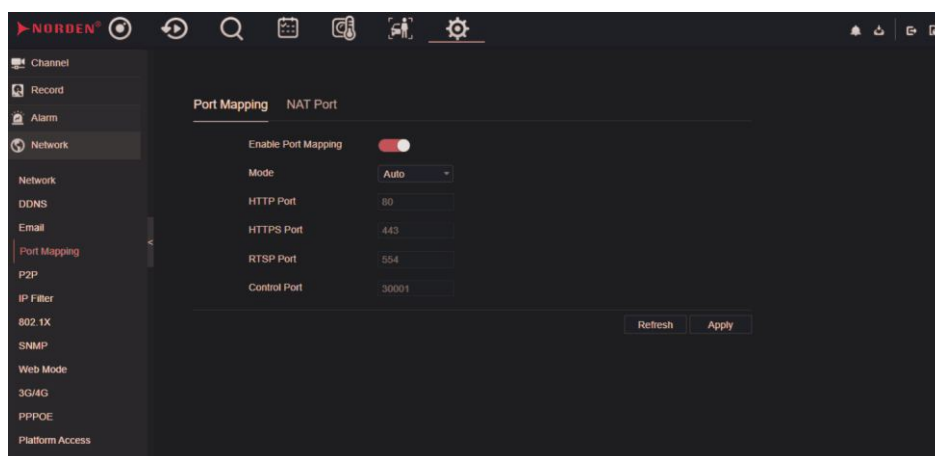 NORDEN®
Channel
Record
Alarm
Network
Network
DDNS
Email
Port Mapping
P2P
IP Filter
802.1X
SNMP
Web Mode
3G/4G
PPPOE
Platform Access
Port Mapping NAT Port
Enable Port Mapping
Mode Auto
HTTP Port 80
HTTPS Port 443
RTSP Port 554
Control Port 30001
Refresh Apply